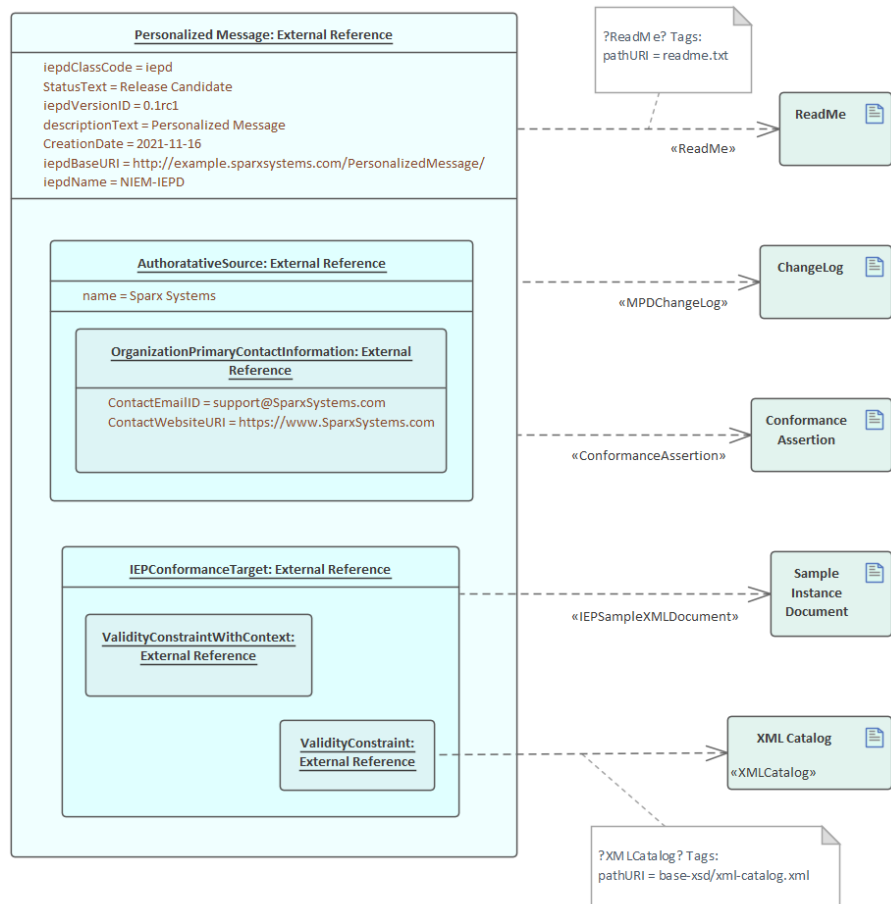 Personalized Message: External Reference
iepdClassCode = iepd
StatusText = Release Candidate
iepdVersionID = 0.1rc1
descriptionText = Personalized Message
CreationDate = 2021-11-16
iepdBaseURI = http://example.sparxsystems.com/PersonalizedMessage/
iepdName = NIEM-IEPD
?ReadMe? Tags:
pathURI = readme.txt
ReadMe
«ReadMe»
AuthoratativeSource: External Reference
name = Sparx Systems
ChangeLog
«MPDChangeLog»
OrganizationPrimaryContactInformation: External
Reference
ContactEmailID = support@SparxSystems.com
ContactWebsiteURI = https://www.SparxSystems.com
Conformance
Assertion
«ConformanceAssertion»
IEPConformanceTarget: External Reference
Sample
Instance
Document
«IEPSampleXMLDocument»
ValidityConstraintWithContext:
External Reference
ValidityConstraint:
External Reference
XML Catalog
«XMLCatalog»
?XMLCatalog? Tags:
pathURI = base-xsd/xml-catalog.xml